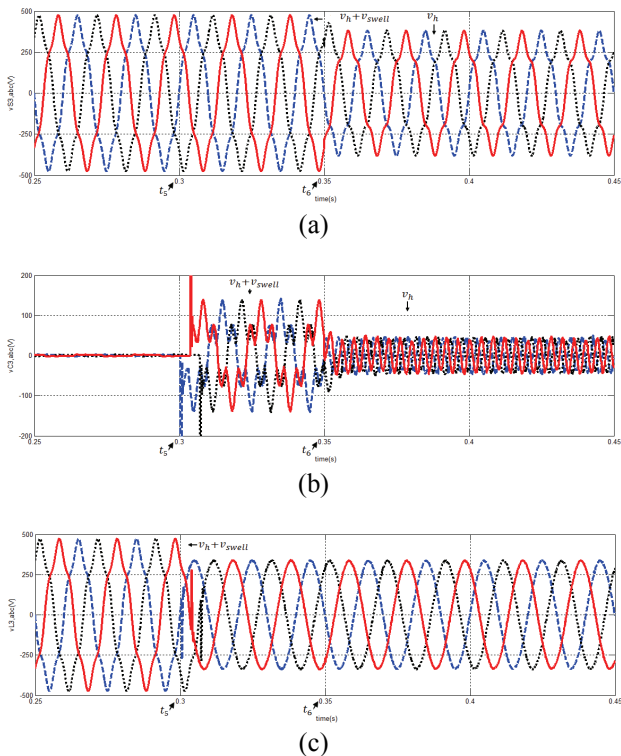 500
250
0
-250
-500
vS3,abc(V)
v_h+v_swell
v_h
0.25
0.3
0.35
0.4
0.45
t_5
t_6
time(s)
(a)
200
100
0
-100
-200
vC3,abc(V)
v_h+v_swell
v_h
0.25
0.3
0.35
0.4
0.45
t_5
t_6
time(s)
(b)
500
250
0
-250
-500
vL3,abc(V)
v_h+v_swell
0.25
0.3
0.35
0.4
0.45
t_5
t_6
time(s)
(c)